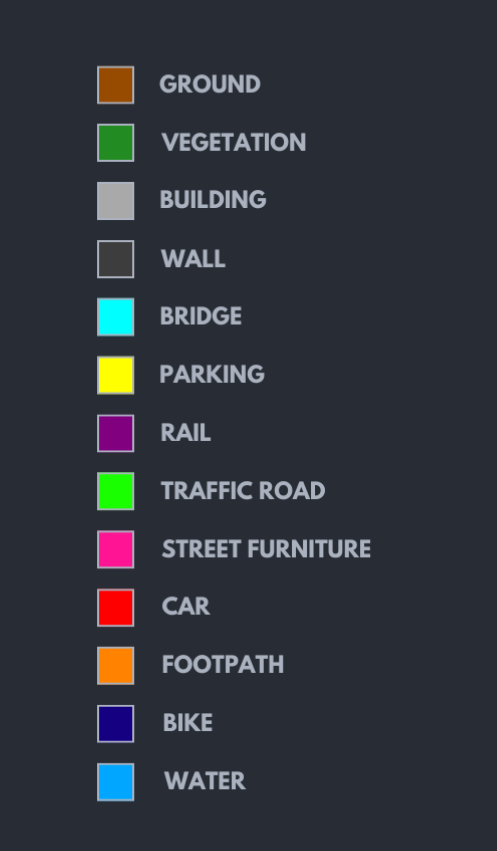 GROUND
VEGETATION
BUILDING
WALL
BRIDGE
PARKING
RAIL
TRAFFIC ROAD
STREET FURNITURE
CAR
FOOTPATH
BIKE
WATER